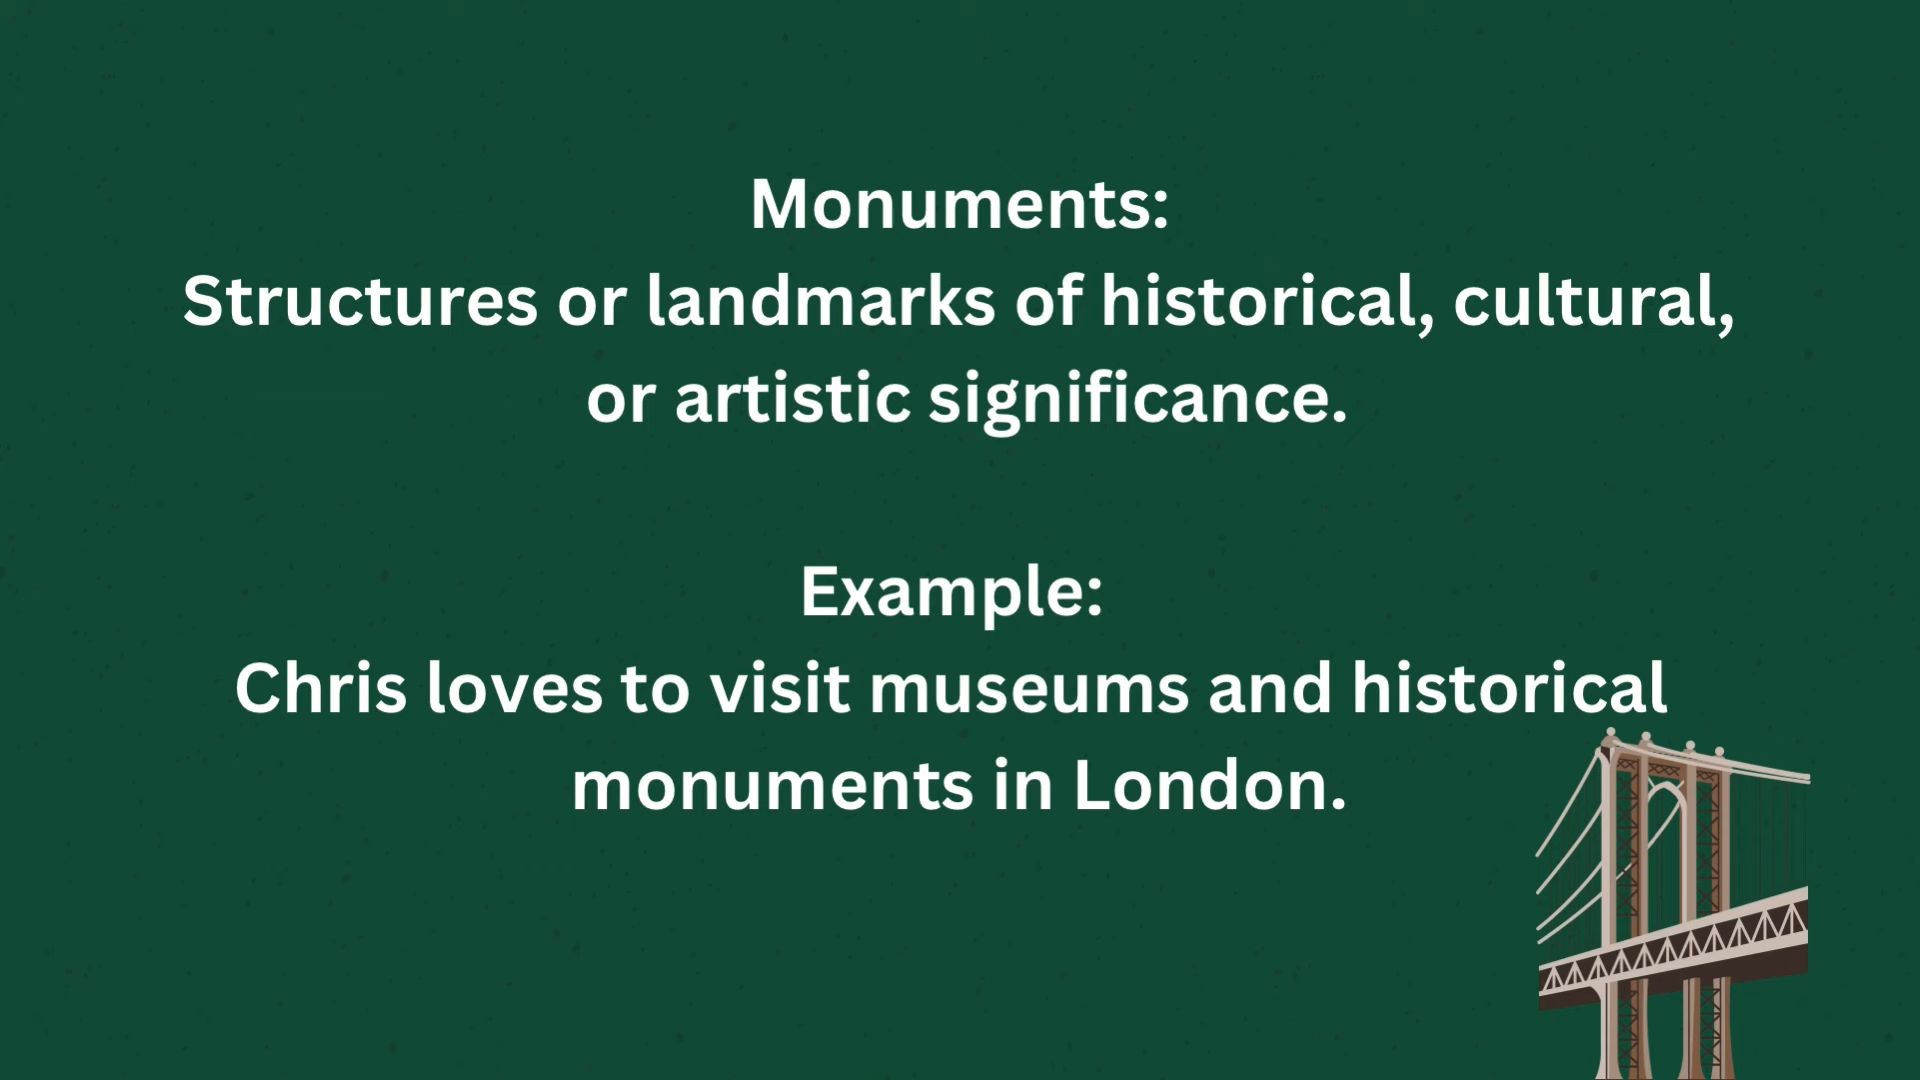 Monuments:
Structures or landmarks of historical, cultural,
or artistic significance.
Example:
Chris loves to visit museums and historical
monuments in London.